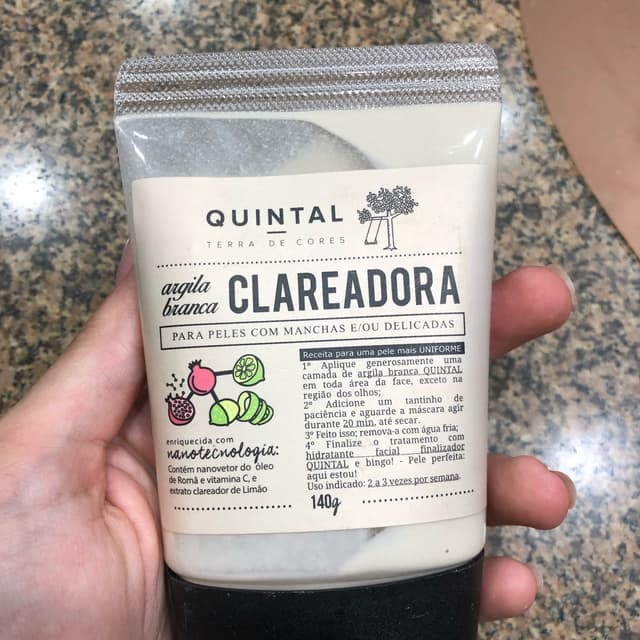 QUINTAL
TERRA DE CORES
argila
branca
CLAREADORA
PARA PELES COM MANCHAS E/OU DELICADAS
Receita para uma pele mais UNIFORME
1º Aplique generosamente uma
camada de argila branca QUINTAL
em toda área da face, exceto na
região dos olhos;
2º Adicione um tantinho de
paciência e aguarde a máscara agir
durante 20 min. até secar.
3º Feito isso; remova-a com água fria;
4º Finalize o tratamento com
hidratante facial finalizador
QUINTAL e bingo! - Pele perfeita:
aqui estou!
Uso indicado: 2 a 3 vezes por semana.
enriquecida com
nanotecnologia:
Contém nanovetor do óleo
de Romã e vitamina C, e
extrato clareador de Limão
140g